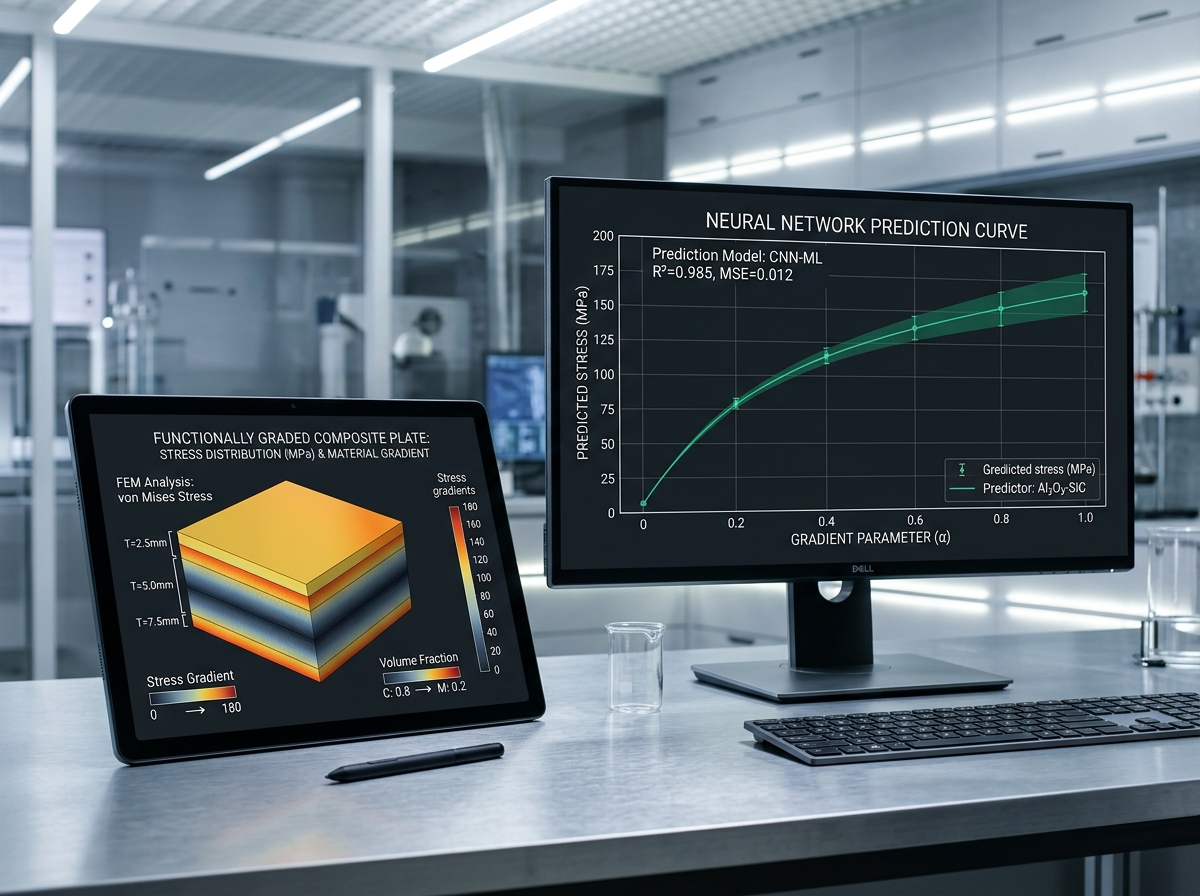 FUNCTIONALLY GRADED COMPOSITE PLATE:
STRESS DISTRIBUTION (MPa) & MATERIAL GRADIENT
FEM Analysis:
von Mises Stress
Stress
gradients
180
160
140
120
100
80
60
40
20
0
T=2.5mm
T=5.0mm
T=7.5mm
Stress Gradient
0 → 180
Volume Fraction
C: 0.8 → M: 0.2
NEURAL NETWORK PREDICTION CURVE
Prediction Model: CNN-ML
R²=0.985, MSE=0.012
PREDICTED STRESS (MPa)
200
175
150
125
100
75
50
25
0
0 0.2 0.4 0.6 0.8 1.0
GRADIENT PARAMETER (α)
Gredicted stress (MPa)
Predictor: Al₂O₃-SIC
DELL